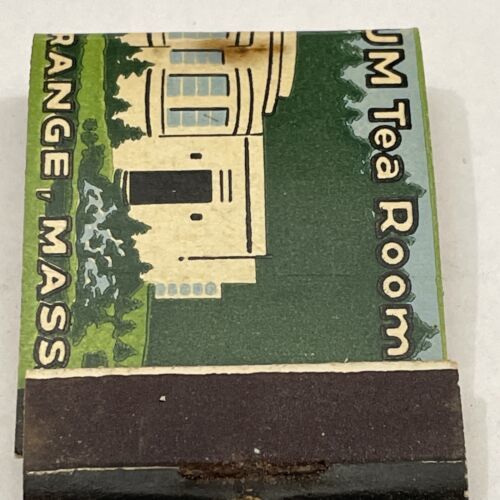 UM Tea Room
RANGE, MASS